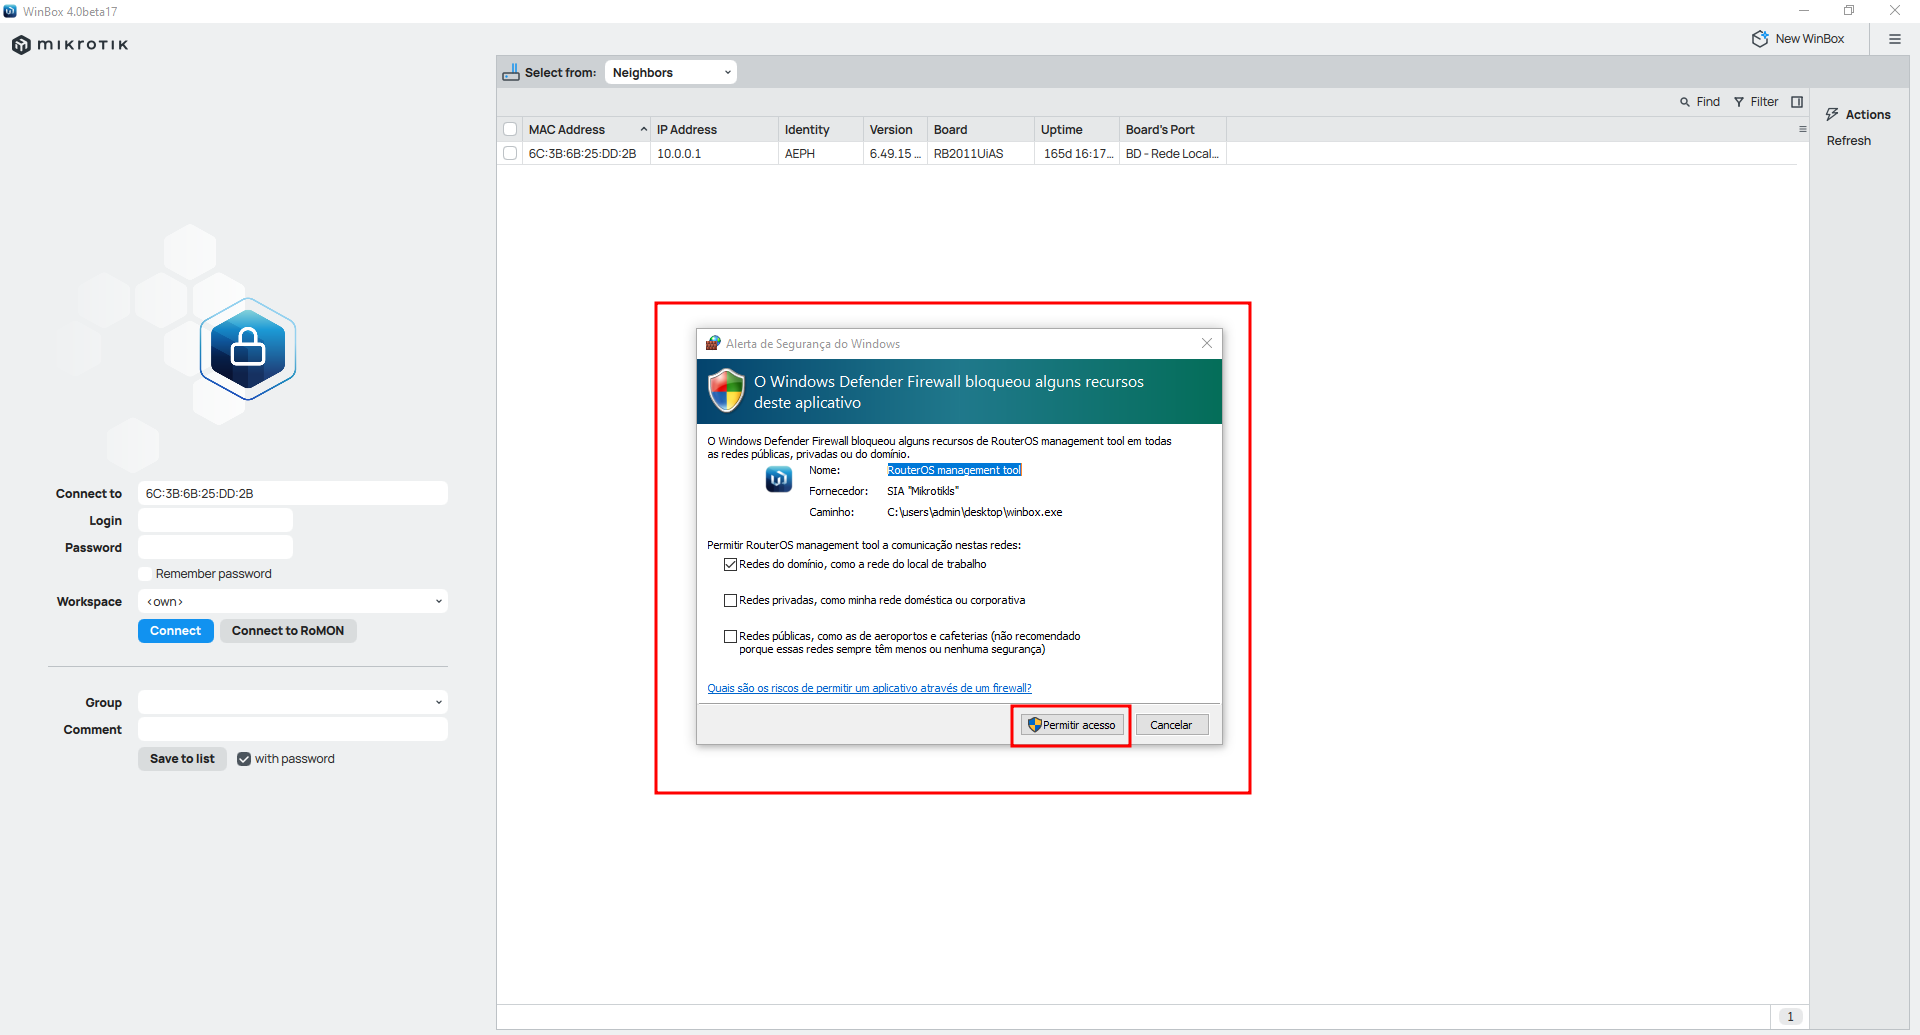 WinBox 4.0beta17
mikrotik
New WinBox
Select from: Neighbors
Find Filter
Actions
Refresh
MAC Address IP Address Identity Version Board Uptime Board's Port
6C:3B:6B:25:DD:2B 10.0.0.1 AEPH 6.49.15 ... RB2011UiAS 165d 16:17... BD - Rede Local...
Connect to 6C:3B:6B:25:DD:2B
Login
Password
Remember password
Workspace <own>
Connect Connect to RoMON
Group
Comment
Save to list with password
Alerta de Segurança do Windows
O Windows Defender Firewall bloqueou alguns recursos
deste aplicativo
O Windows Defender Firewall bloqueou alguns recursos de RouterOS management tool em todas
as redes públicas, privadas ou do domínio.
Nome: RouterOS management tool
Fornecedor: SIA "Mikrotikls"
Caminho: C:\users\admin\desktop\winbox.exe
Permitir RouterOS management tool a comunicação nestas redes:
Redes do domínio, como a rede do local de trabalho
Redes privadas, como minha rede doméstica ou corporativa
Redes públicas, como as de aeroportos e cafeterias (não recomendado
porque essas redes sempre têm menos ou nenhuma segurança)
Quais são os riscos de permitir um aplicativo através de um firewall?
Permitir acesso Cancelar
1